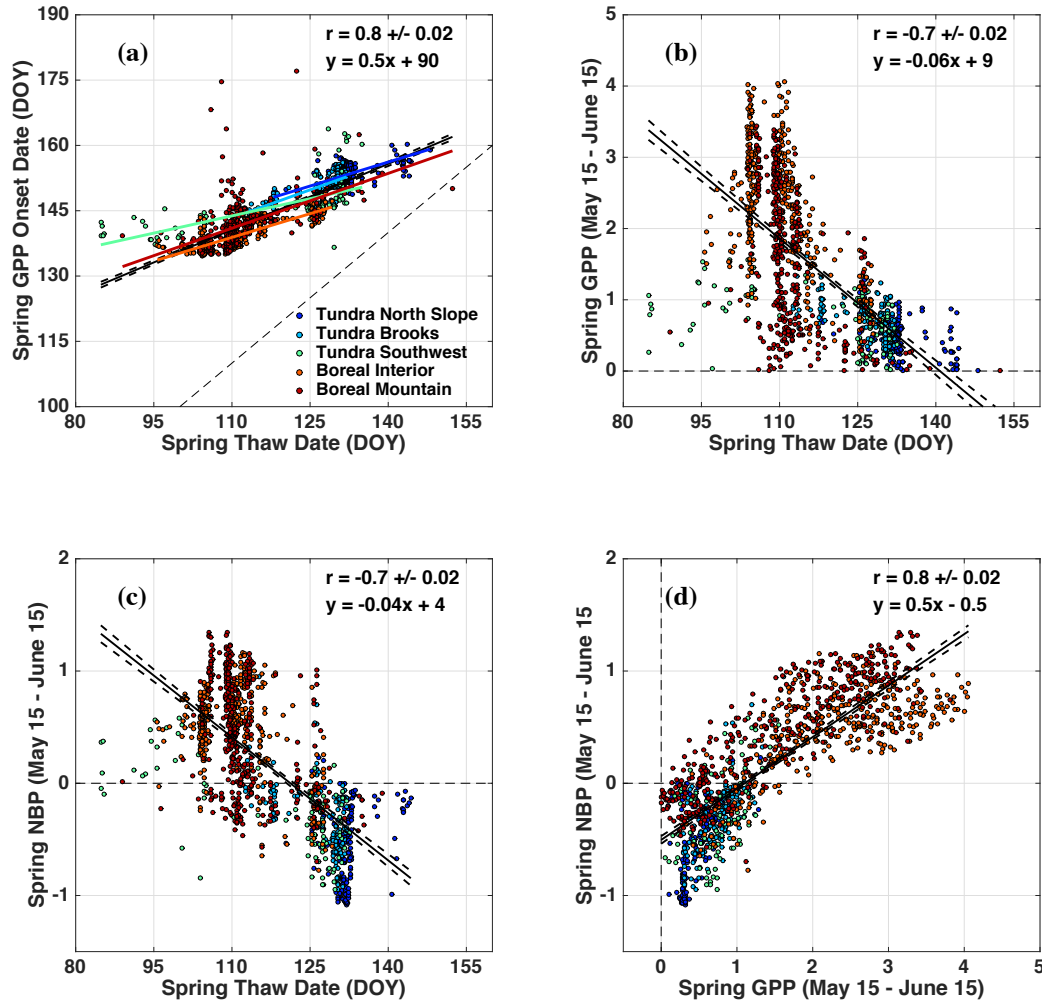 190
175
160
145
130
115
100
Spring GPP Onset Date (DOY)
(a)
r = 0.8 +/- 0.02
y = 0.5x + 90
Tundra North Slope
Tundra Brooks
Tundra Southwest
Boreal Interior
Boreal Mountain
80 95 110 125 140 155
Spring Thaw Date (DOY)
5
4
3
2
1
0
Spring GPP (May 15 - June 15)
(b)
r = -0.7 +/- 0.02
y = -0.06x + 9
80 95 110 125 140 155
Spring Thaw Date (DOY)
2
1
0
-1
Spring NBP (May 15 - June 15)
(c)
r = -0.7 +/- 0.02
y = -0.04x + 4
80 95 110 125 140 155
Spring Thaw Date (DOY)
2
1
0
-1
Spring NBP (May 15 - June 15)
(d)
r = 0.8 +/- 0.02
y = 0.5x - 0.5
0 1 2 3 4 5
Spring GPP (May 15 - June 15)